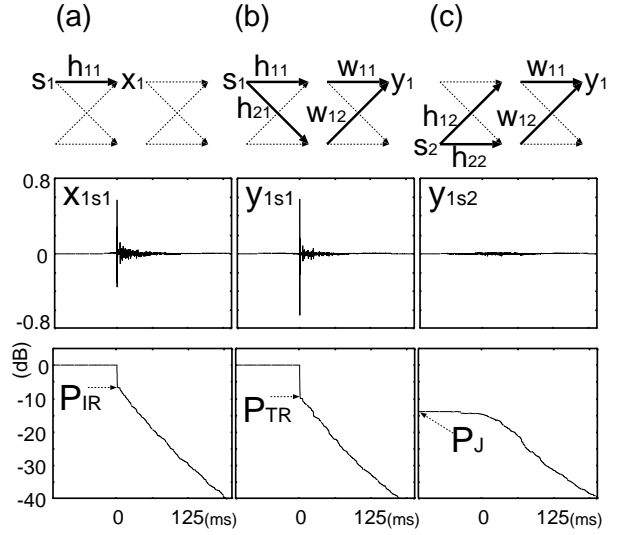 (a) (b) (c)
h11 h11 w11 w11
s1 x1 s1 y1 y1
h21 w12 h12 w12
s2 h22
x1s1 y1s1 y1s2
0.8
0
-0.8
(dB)
0
-10
-20
-30
-40
PIR PTR PJ
0 125(ms) 0 125(ms) 0 125(ms)